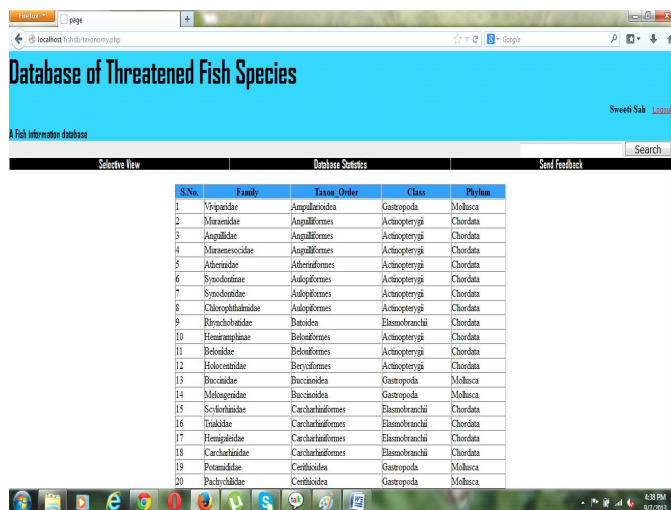 Firefox
page
localhost/fishdb/taxonomy.php
Google
Database of Threatened Fish Species
Sweeti Sah Logout
A Fish information database
Search
Selective View Database Statistics Send Feedback
S.No. Family Taxon_Order Class Phylum
1 Viviparidae Ampullarioidea Gastropoda Mollusca
2 Muraenidae Anguilliformes Actinopterygii Chordata
3 Anguillidae Anguilliformes Actinopterygii Chordata
4 Muraenesocidae Anguilliformes Actinopterygii Chordata
5 Atherinidae Atheriniformes Actinopterygii Chordata
6 Synodontinae Aulopiformes Actinopterygii Chordata
7 Synodontidae Aulopiformes Actinopterygii Chordata
8 Chlorophthalmidae Aulopiformes Actinopterygii Chordata
9 Rhynchobatidae Batoidea Elasmobranchii Chordata
10 Hemiramphinae Beloniformes Actinopterygii Chordata
11 Belonidae Beloniformes Actinopterygii Chordata
12 Holocentridae Beryciformes Actinopterygii Chordata
13 Buccinidae Buccinoidea Gastropoda Mollusca
14 Melongenidae Buccinoidea Gastropoda Mollusca
15 Scyliorhinidae Carcharhiniformes Elasmobranchii Chordata
16 Triakidae Carcharhiniformes Elasmobranchii Chordata
17 Hemigaleidae Carcharhiniformes Elasmobranchii Chordata
18 Carcharhinidae Carcharhiniformes Elasmobranchii Chordata
19 Potamididae Cerithioidea Gastropoda Mollusca
20 Pachychilidae Cerithioidea Gastropoda Mollusca
4:38 PM
9/7/2013